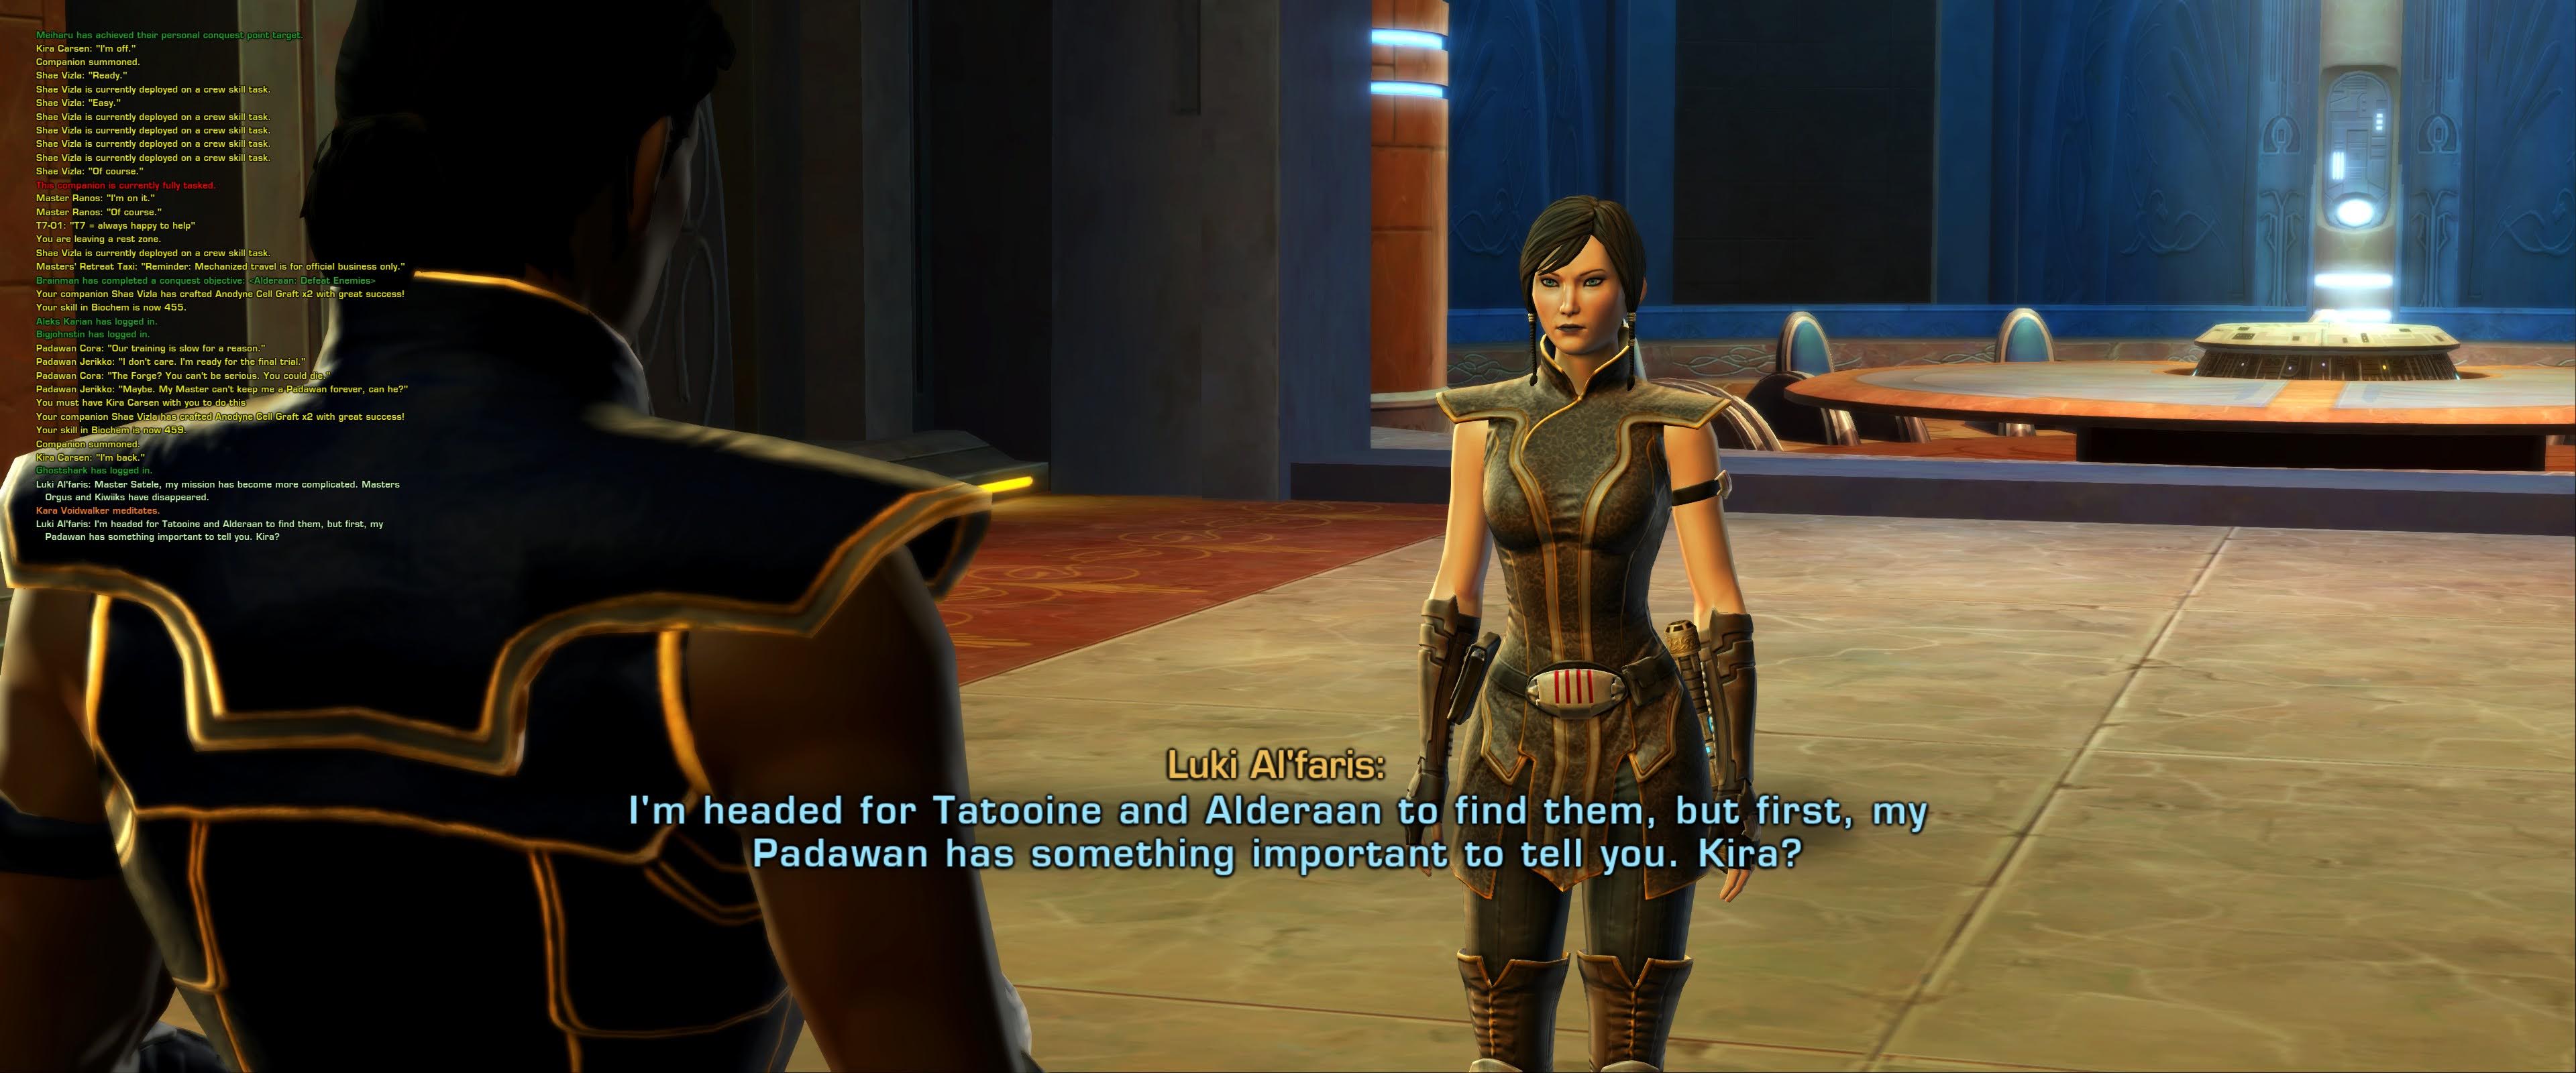 Meiharu has achieved their personal conquest point target.
Kira Carsen: "I'm off."
Companion summoned.
Shae Vizla: "Ready."
Shae Vizla is currently deployed on a crew skill task.
Shae Vizla: "Easy."
Shae Vizla is currently deployed on a crew skill task.
Shae Vizla is currently deployed on a crew skill task.
Shae Vizla is currently deployed on a crew skill task.
Shae Vizla is currently deployed on a crew skill task.
Shae Vizla: "Of course."
This companion is currently fully tasked.
Master Ranos: "I'm on it."
Master Ranos: "Of course."
T7-O1: "T7 = always happy to help"
You are leaving a rest zone.
Shae Vizla is currently deployed on a crew skill task.
Masters' Retreat Taxi: "Reminder: Mechanized travel is for official business only."
Brainman has completed a conquest objective: <Alderaan: Defeat Enemies>
Your companion Shae Vizla has crafted Anodyne Cell Graft x2 with great success!
Your skill in Biochem is now 455.
Aleks Karian has logged in.
Bigjohnstin has logged in.
Padawan Cora: "Our training is slow for a reason."
Padawan Jerikko: "I don't care. I'm ready for the final trial."
Padawan Cora: "The Forge? You can't be serious. You could die."
Padawan Jerikko: "Maybe. My Master can't keep me a Padawan forever, can he?"
You must have Kira Carsen with you to do this
Your companion Shae Vizla has crafted Anodyne Cell Graft x2 with great success!
Your skill in Biochem is now 459.
Companion summoned.
Kira Carsen: "I'm back."
Ghostshark has logged in.
Luki Al'faris: Master Satele, my mission has become more complicated. Masters
Orgus and Kiwiiks have disappeared.
Kara Voidwalker meditates.
Luki Al'faris: I'm headed for Tatooine and Alderaan to find them, but first, my
Padawan has something important to tell you. Kira?
Luki Al'faris:
I'm headed for Tatooine and Alderaan to find them, but first, my
Padawan has something important to tell you. Kira?